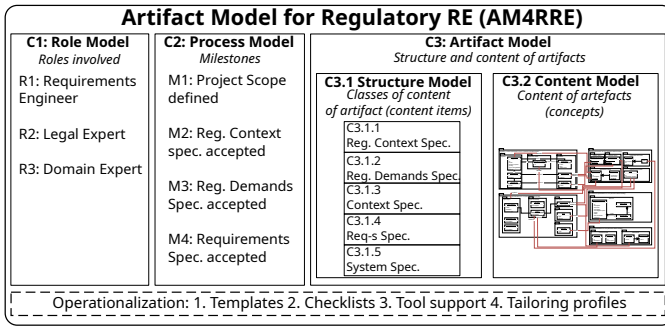 Artifact Model for Regulatory RE (AM4RRE)
C1: Role Model
Roles involved
R1: Requirements
Engineer
R2: Legal Expert
R3: Domain Expert
C2: Process Model
Milestones
M1: Project Scope
defined
M2: Reg. Context
spec. accepted
M3: Reg. Demands
Spec. accepted
M4: Requirements
Spec. accepted
C3: Artifact Model
Structure and content of artifacts
C3.1 Structure Model
Classes of content
of artifact (content items)
C3.1.1
Reg. Context Spec.
C3.1.2
Reg. Demands Spec.
C3.1.3
Context Spec.
C3.1.4
Req-s Spec.
C3.1.5
System Spec.
C3.2 Content Model
Content of artefacts
(concepts)
Operationalization: 1. Templates 2. Checklists 3. Tool support 4. Tailoring profiles